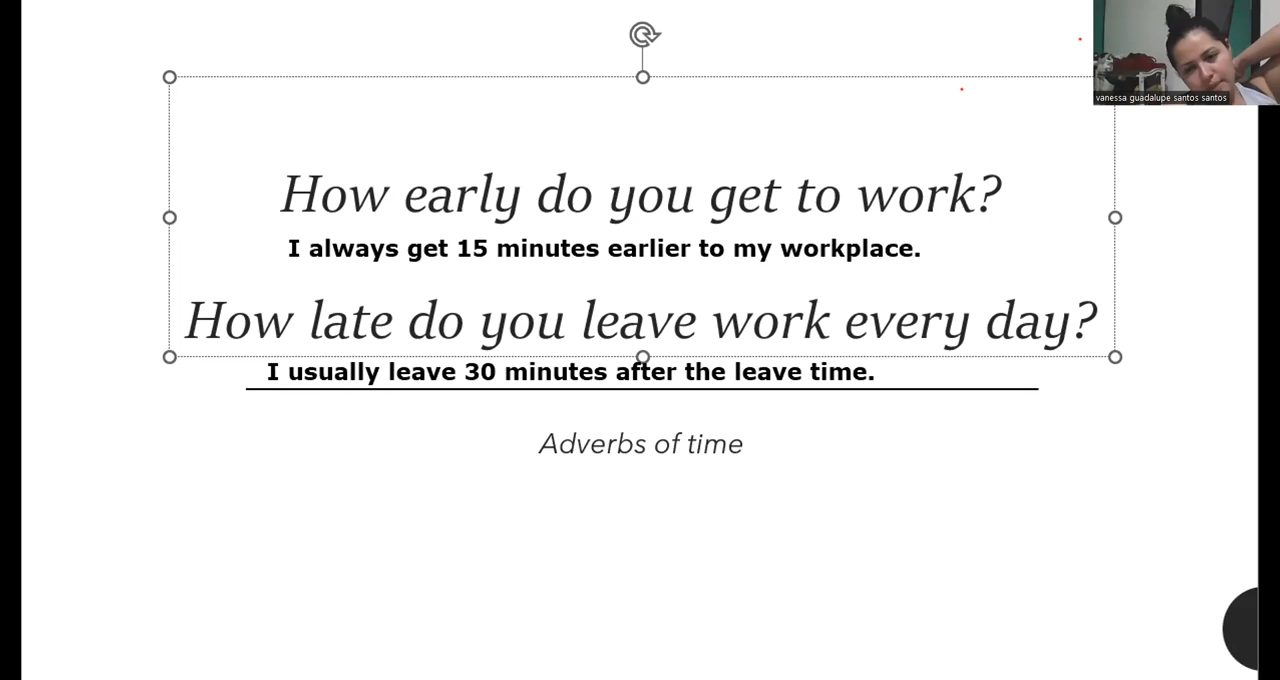 vanessa guadalupe santos santos
How early do you get to work?
I always get 15 minutes earlier to my workplace.
How late do you leave work every day?
I usually leave 30 minutes after the leave time.
Adverbs of time